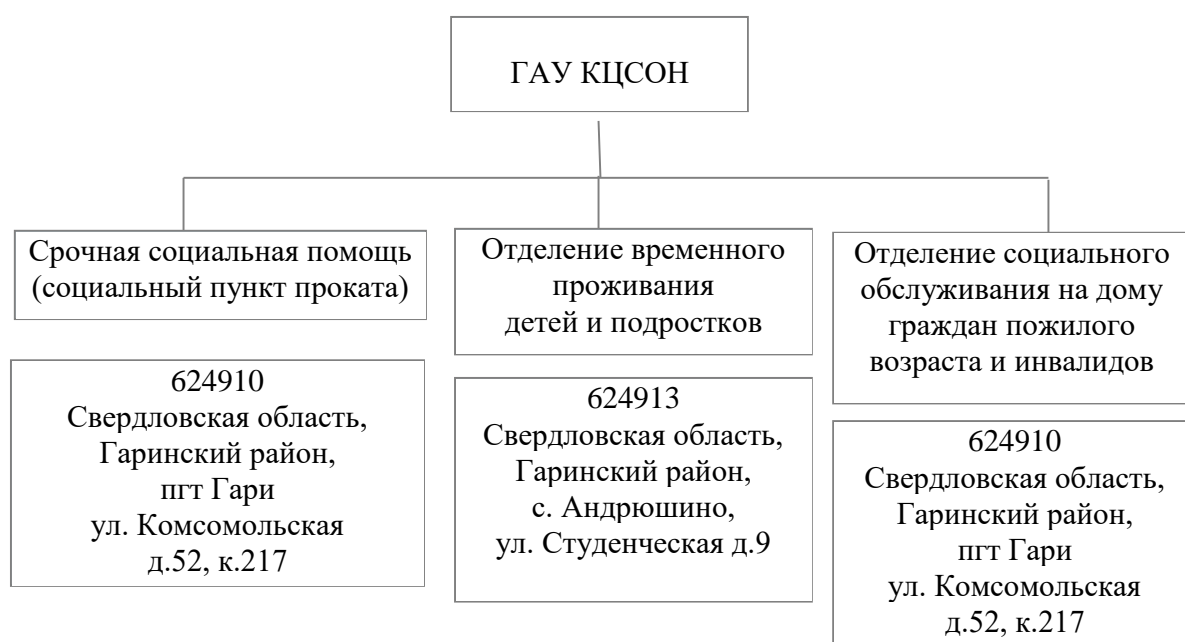 ГАУ КЦСОН
Срочная социальная помощь
(социальный пункт проката)
624910
Свердловская область,
Гаринский район,
пгт Гари
ул. Комсомольская
д.52, к.217
Отделение временного
проживания
детей и подростков
624913
Свердловская область,
Гаринский район,
с. Андрюшино,
ул. Студенческая д.9
Отделение социального
обслуживания на дому
граждан пожилого
возраста и инвалидов
624910
Свердловская область,
Гаринский район,
пгт Гари
ул. Комсомольская
д.52, к.217